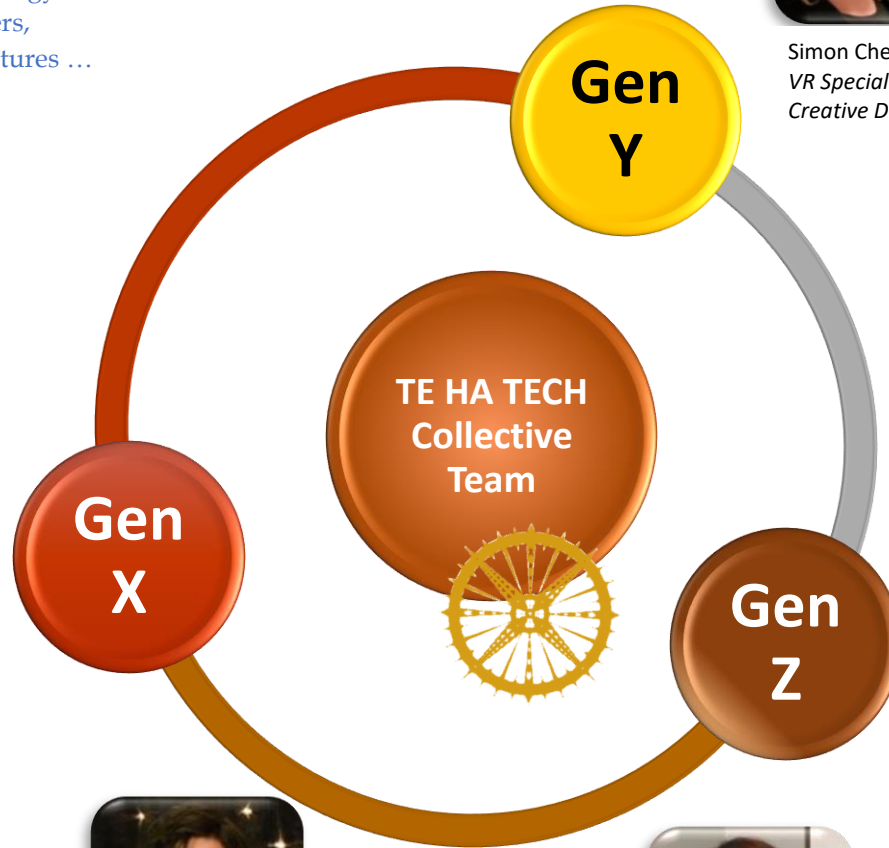 ers,
tures …
Simon Che
VR Special
Creative D
Gen
Y
TE HA TECH
Collective
Team
Gen
X
Gen
Z